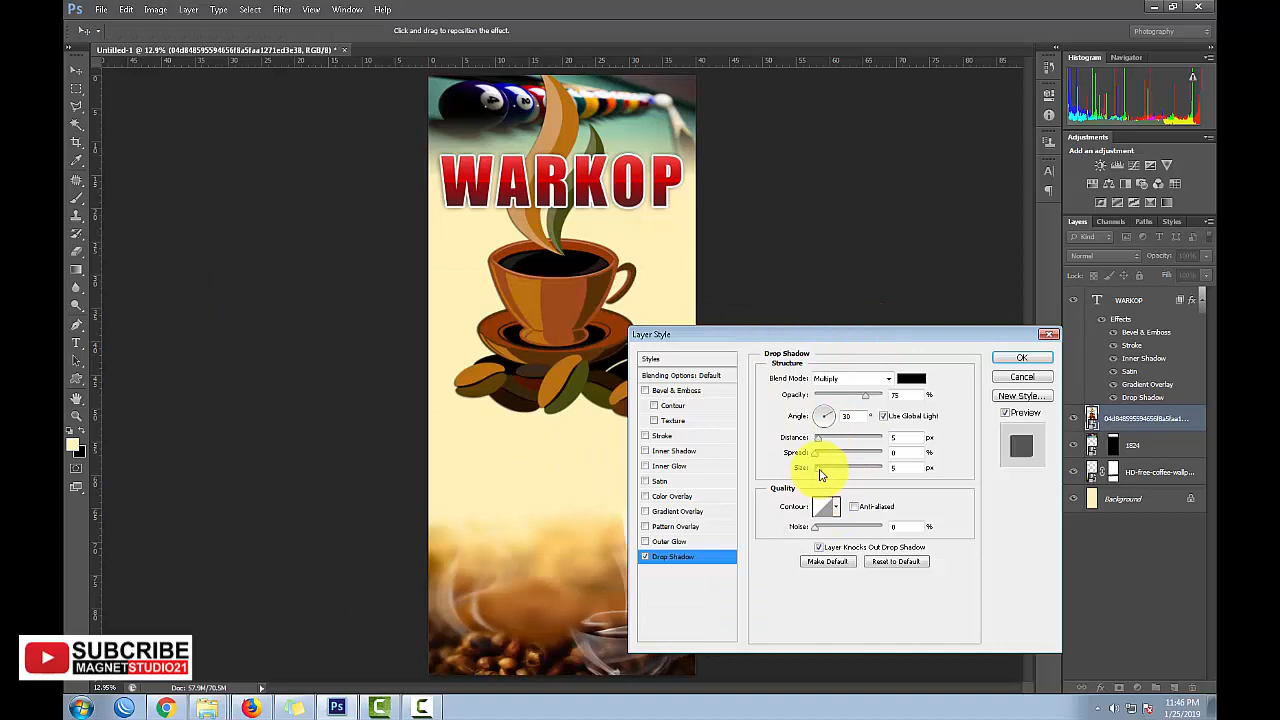 Ps File Edit Image Layer Type Select Filter View Window Help
Click and drag to reposition the effect.
Photography
Untitled-1 @ 12.9% (04d848595594656f8a5faa1271ed3e38, RGB/8) *
Histogram Navigator
WARKOP
Adjustments
Add an adjustment
Layers Channels Paths Styles
Kind
Normal Opacity: 100%
Lock: Fill: 100%
T WARKOP fx
Effects
Bevel & Emboss
Stroke
Inner Shadow
Satin
Gradient Overlay
Drop Shadow
04d848595594656f8a5faa1...
1824
HD-free-coffee-wallp...
Background
Layer Style
Styles
Blending Options: Default
Bevel & Emboss
Contour
Texture
Stroke
Inner Shadow
Inner Glow
Satin
Color Overlay
Gradient Overlay
Pattern Overlay
Outer Glow
Drop Shadow
Drop Shadow
Structure
Blend Mode: Multiply
Opacity: 75 %
Angle: 30 ° Use Global Light
Distance: 5 px
Spread: 0 %
Size: 5 px
Quality
Contour: Anti-aliased
Noise: 0 %
Layer Knocks Out Drop Shadow
Make Default Reset to Default
OK
Cancel
New Style...
Preview
SUBCRIBE
MAGNETSTUDIO21
12.95% Doc: 57.9M/70.5M
11:46 PM
1/25/2019